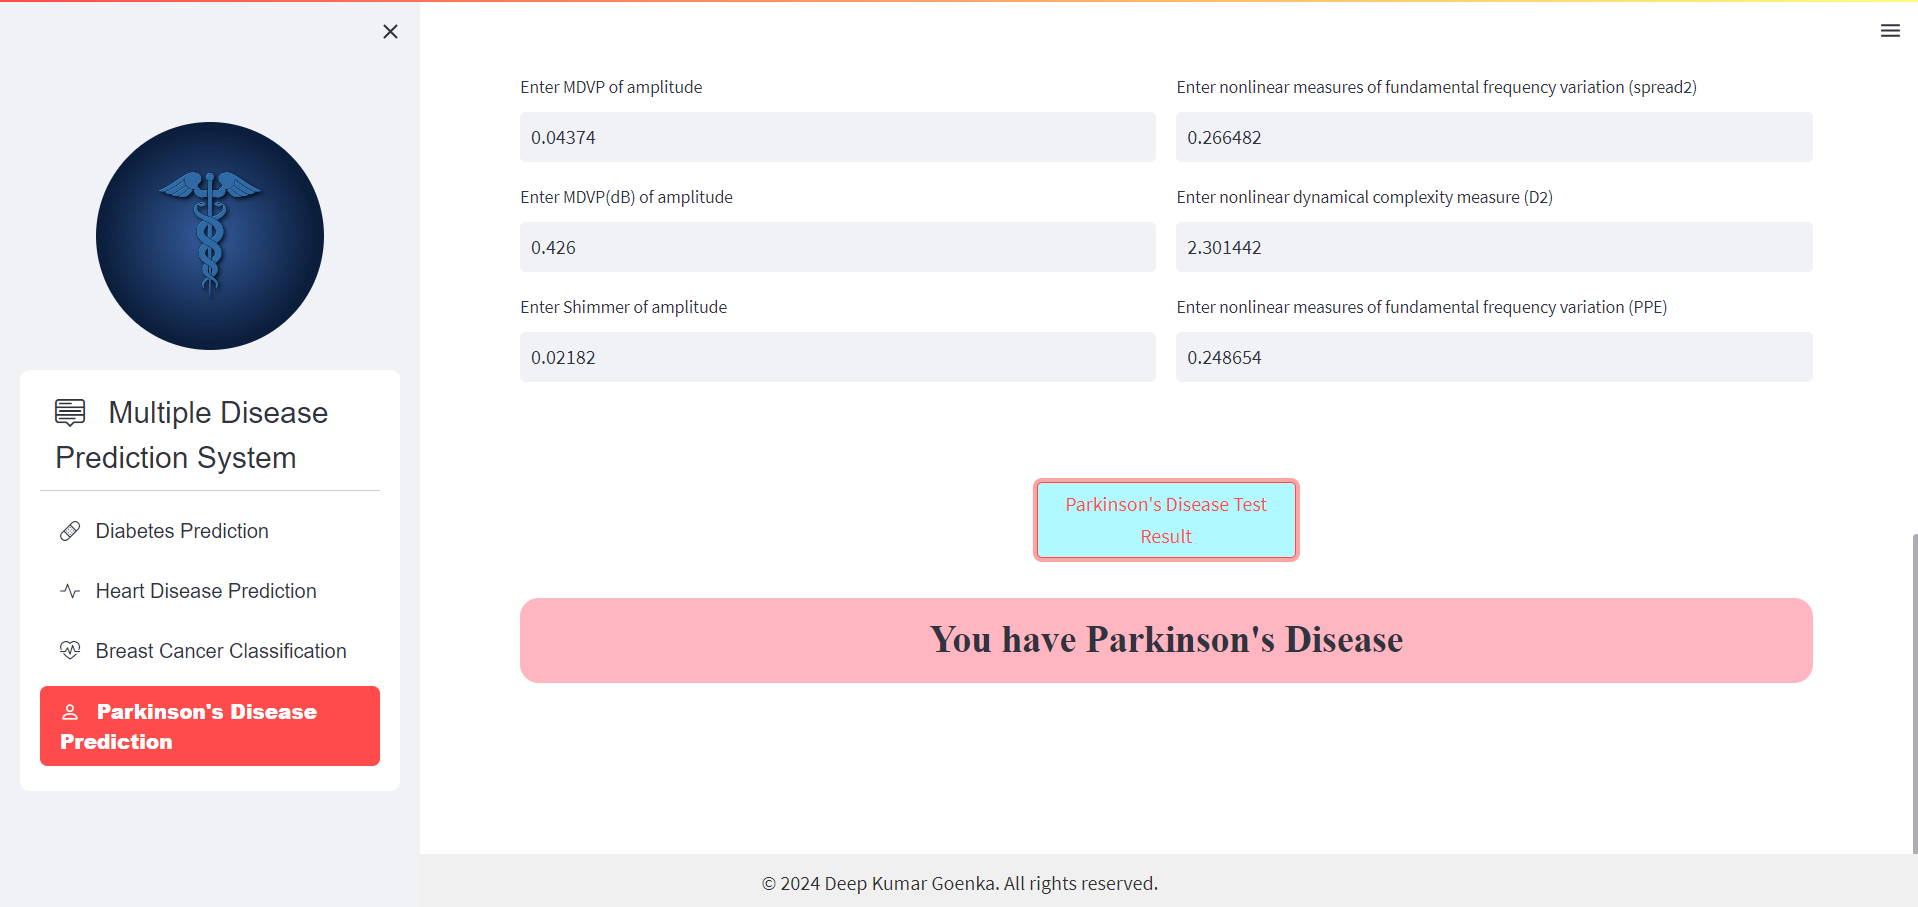 Multiple Disease
Prediction System
Diabetes Prediction
Heart Disease Prediction
Breast Cancer Classification
Parkinson's Disease
Prediction
Enter MDVP of amplitude
0.04374
Enter MDVP(dB) of amplitude
0.426
Enter Shimmer of amplitude
0.02182
Enter nonlinear measures of fundamental frequency variation (spread2)
0.266482
Enter nonlinear dynamical complexity measure (D2)
2.301442
Enter nonlinear measures of fundamental frequency variation (PPE)
0.248654
Parkinson's Disease Test
Result
You have Parkinson's Disease
© 2024 Deep Kumar Goenka. All rights reserved.